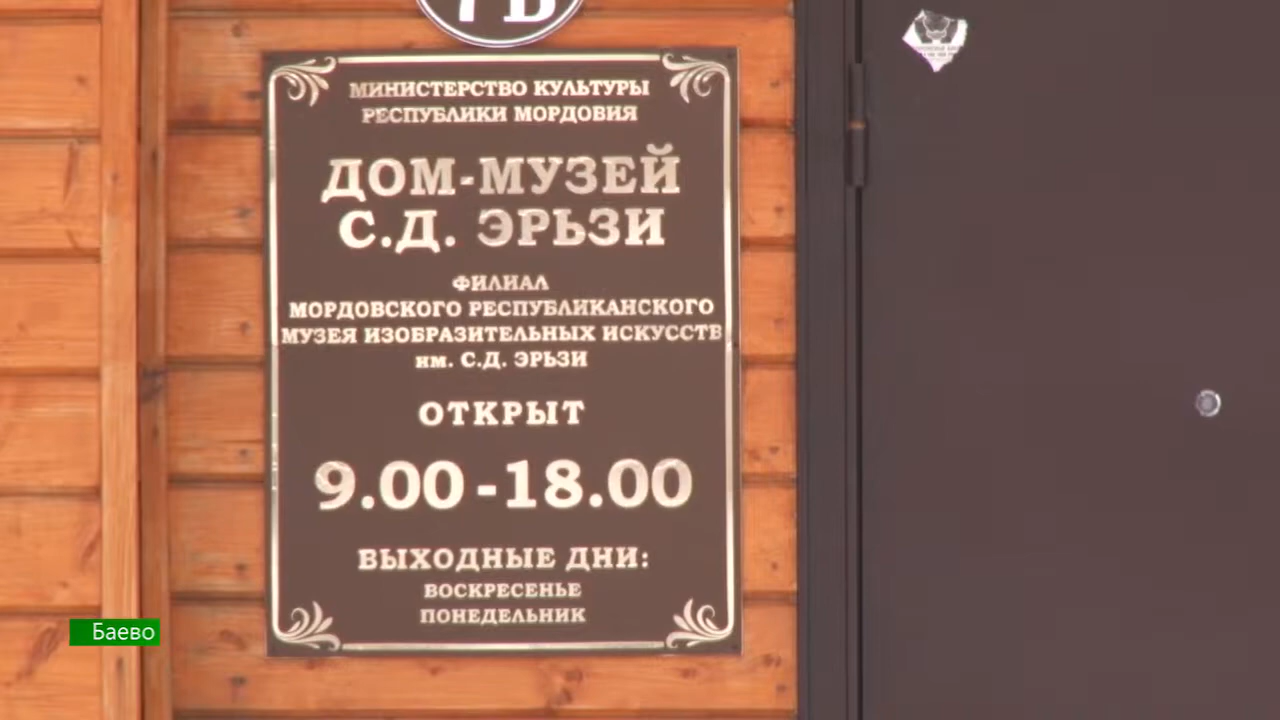 7Б
МИНИСТЕРСТВО КУЛЬТУРЫ
РЕСПУБЛИКИ МОРДОВИЯ
ДОМ-МУЗЕЙ
С.Д. ЭРЬЗИ
ФИЛИАЛ
МОРДОВСКОГО РЕСПУБЛИКАНСКОГО
МУЗЕЯ ИЗОБРАЗИТЕЛЬНЫХ ИСКУССТВ
им. С.Д. ЭРЬЗИ
ОТКРЫТ
9.00-18.00
ВЫХОДНЫЕ ДНИ:
ВОСКРЕСЕНЬЕ
ПОНЕДЕЛЬНИК
Баево